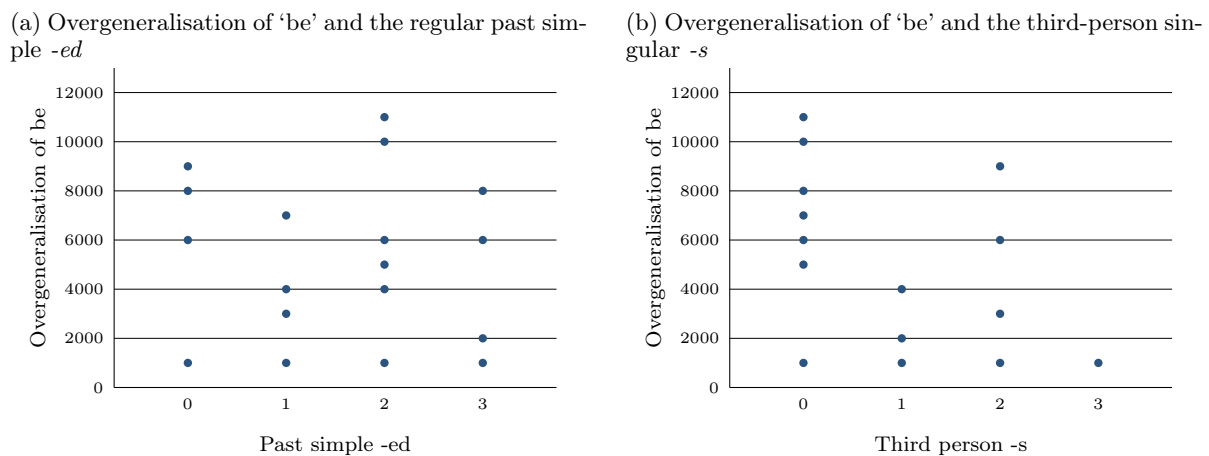 (a) Overgeneralisation of ‘be’ and the regular past sim-
ple -ed
12000
10000
8000
6000
4000
2000
0
Overgeneralisation of be
0 1 2 3
Past simple -ed
(b) Overgeneralisation of ‘be’ and the third-person sin-
gular -s
12000
10000
8000
6000
4000
2000
0
Overgeneralisation of be
0 1 2 3
Third person -s